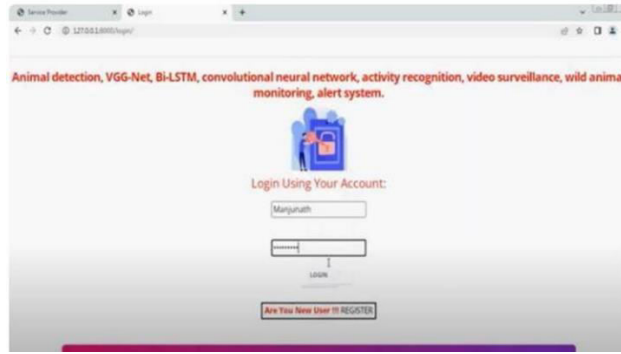 Service Provider
Login
127.0.0.1:8000/login/
Animal detection, VGG-Net, Bi-LSTM, convolutional neural network, activity recognition, video surveillance, wild anima
monitoring, alert system.
Login Using Your Account:
Manjunath
LOGIN
Are You New User !!! REGISTER